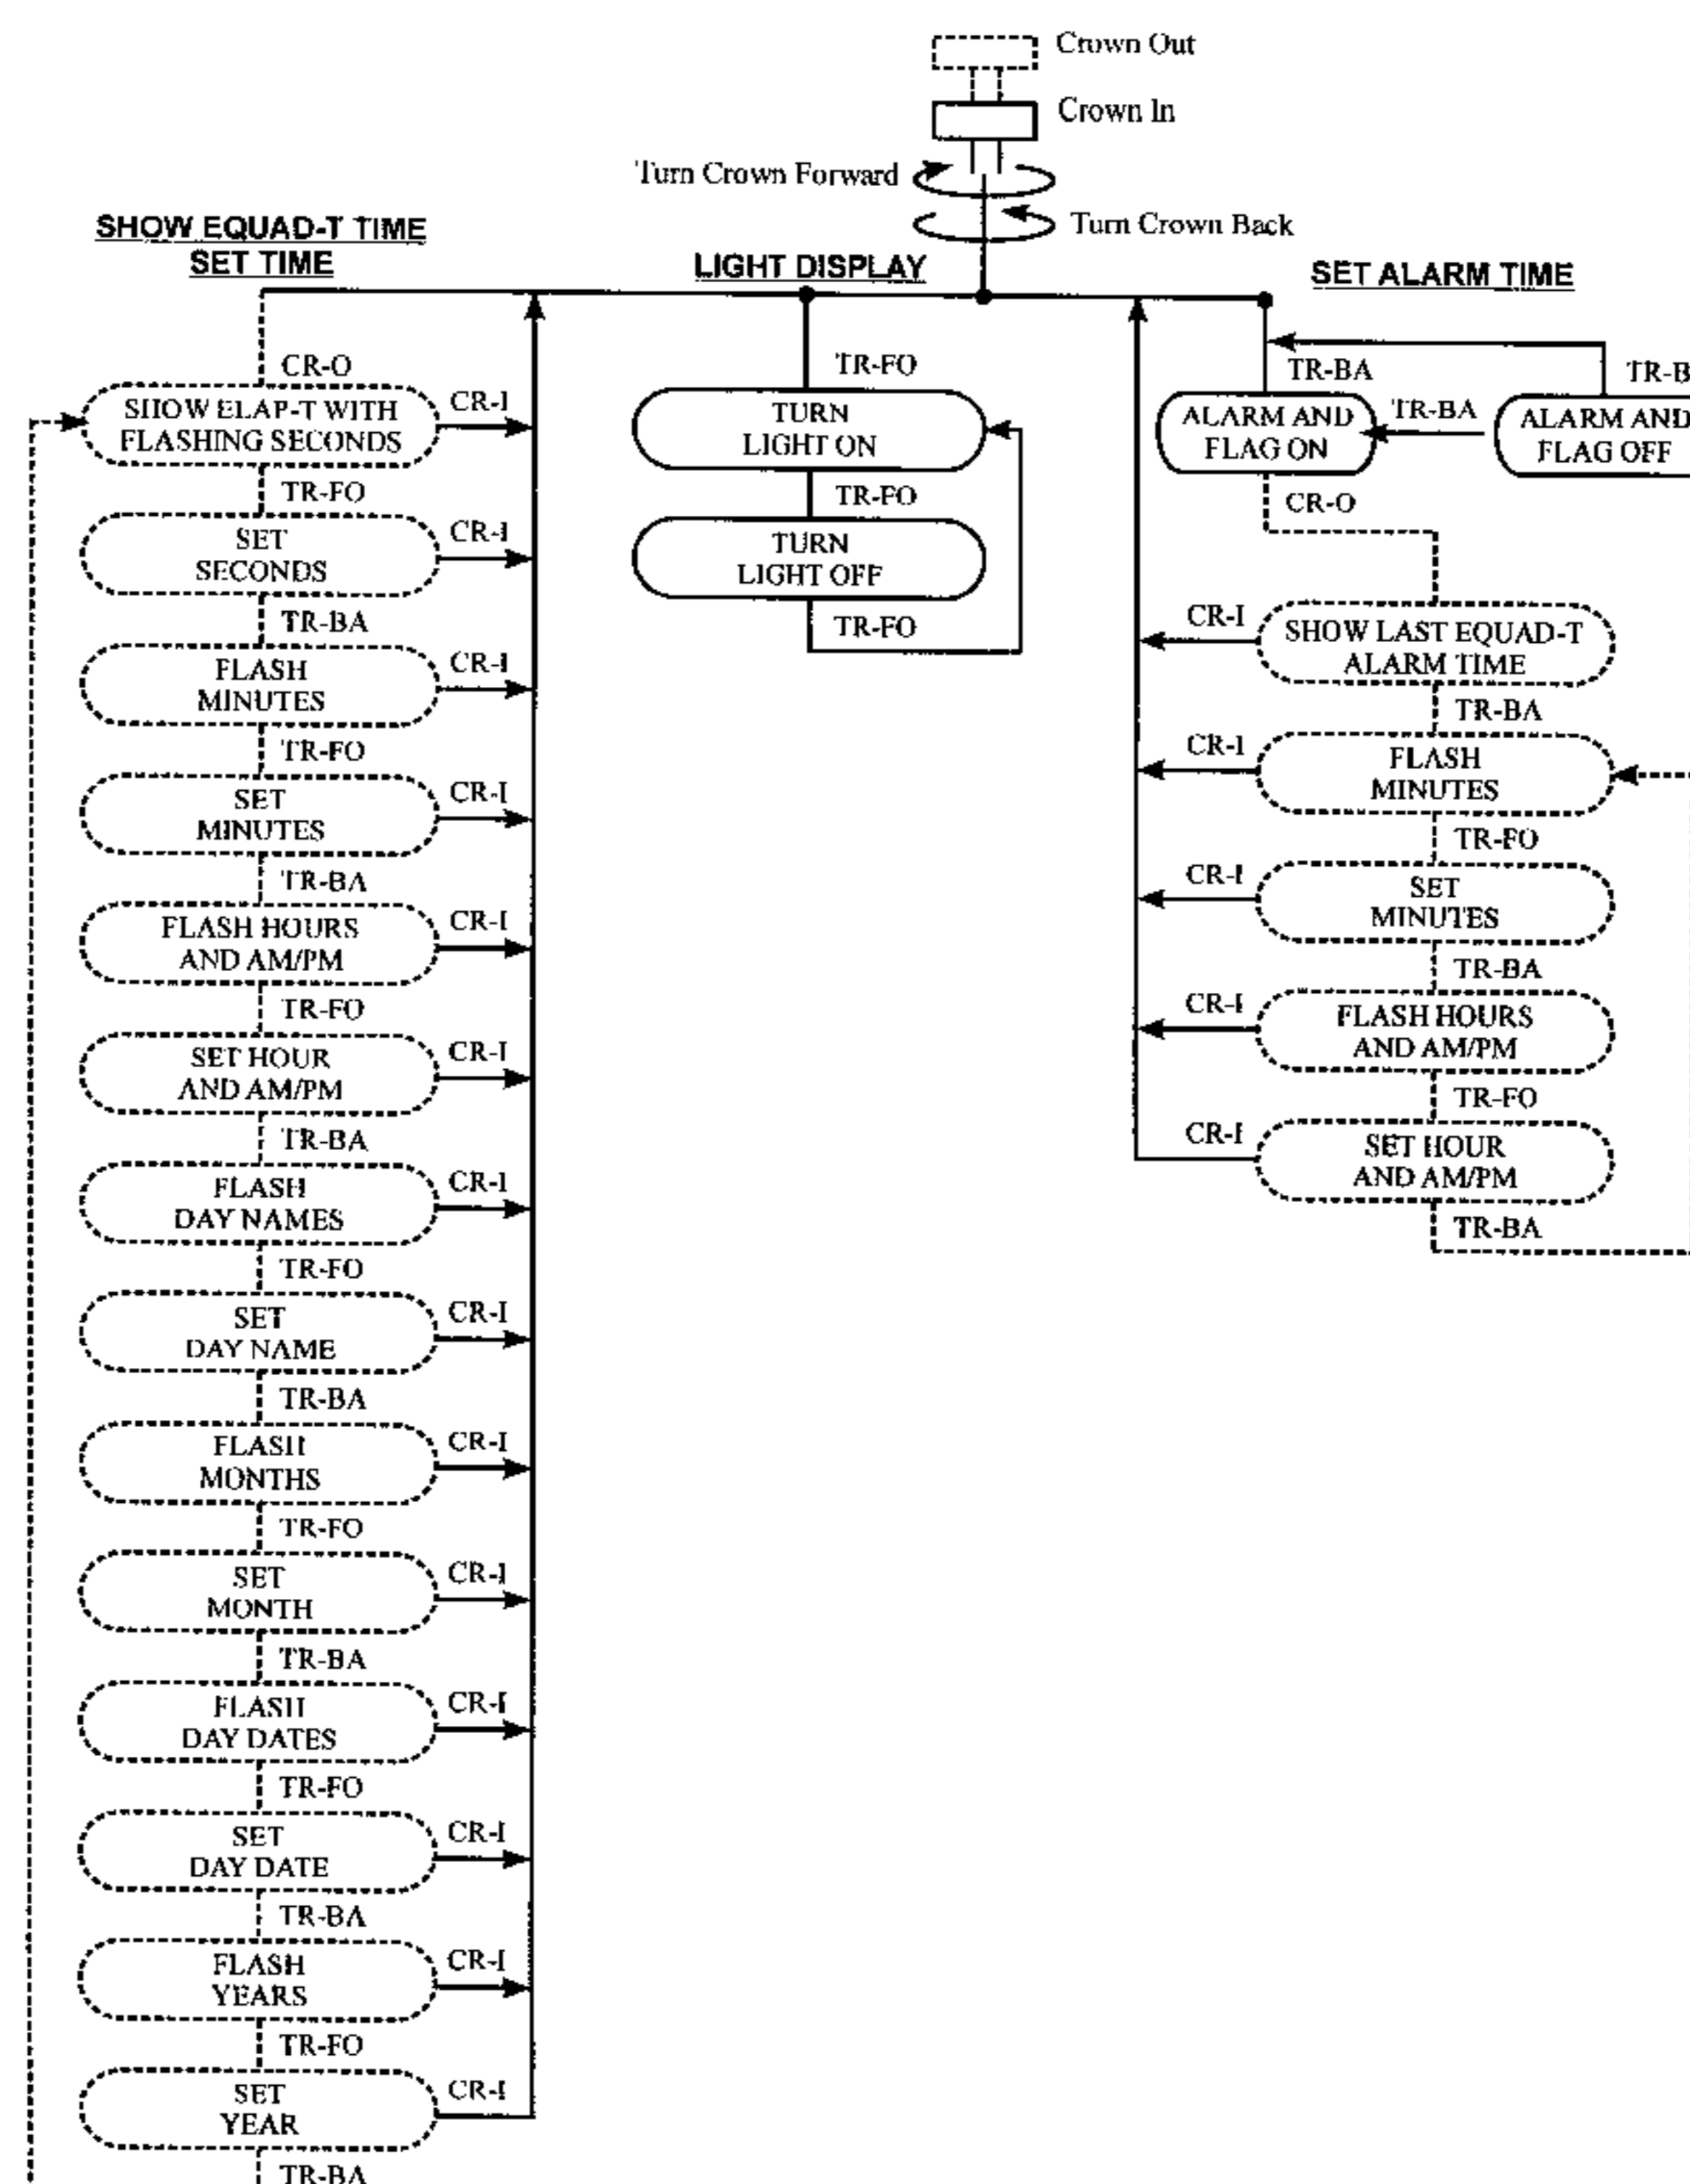 Crown Out
Crown In
Turn Crown Forward
Turn Crown Back
SHOW EQUAD-T TIME
SET TIME
CR-O
SHOW ELAP-T WITH
FLASHING SECONDS
CR-I
TR-FO
SET
SECONDS
CR-I
TR-BA
FLASH
MINUTES
CR-I
TR-FO
SET
MINUTES
CR-I
TR-BA
FLASH HOURS
AND AM/PM
CR-I
TR-FO
SET HOUR
AND AM/PM
CR-I
TR-BA
FLASH
DAY NAMES
CR-I
TR-FO
SET
DAY NAME
CR-I
TR-BA
FLASH
MONTHS
CR-I
TR-FO
SET
MONTH
CR-I
TR-BA
FLASH
DAY DATES
CR-I
TR-FO
SET
DAY DATE
CR-I
TR-BA
FLASH
YEARS
CR-I
TR-FO
SET
YEAR
CR-I
TR-BA
LIGHT DISPLAY
TR-FO
TURN
LIGHT ON
TR-FO
TURN
LIGHT OFF
TR-FO
SET ALARM TIME
TR-BA
TR-B
ALARM AND
FLAG ON
TR-BA
ALARM AND
FLAG OFF
CR-O
CR-I
SHOW LAST EQUAD-T
ALARM TIME
TR-BA
CR-I
FLASH
MINUTES
TR-FO
CR-I
SET
MINUTES
TR-BA
CR-I
FLASH HOURS
AND AM/PM
TR-FO
CR-I
SET HOUR
AND AM/PM
TR-BA